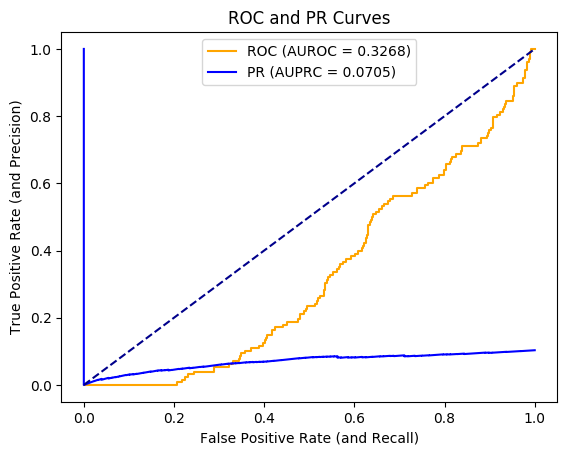 ROC and PR Curves
ROC (AUROC = 0.3268)
PR (AUPRC = 0.0705)
True Positive Rate (and Precision)
1.0
0.8
0.6
0.4
0.2
0.0
0.0 0.2 0.4 0.6 0.8 1.0
False Positive Rate (and Recall)